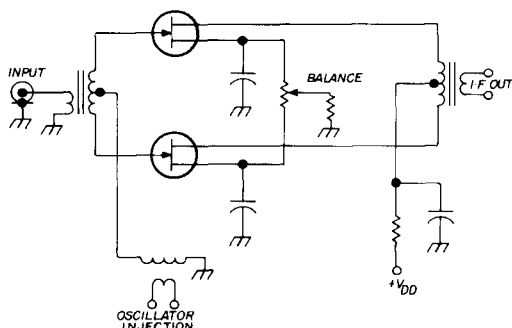 INPUT
BALANCE
I-F OUT
+VDD
OSCILLATOR
INJECTION